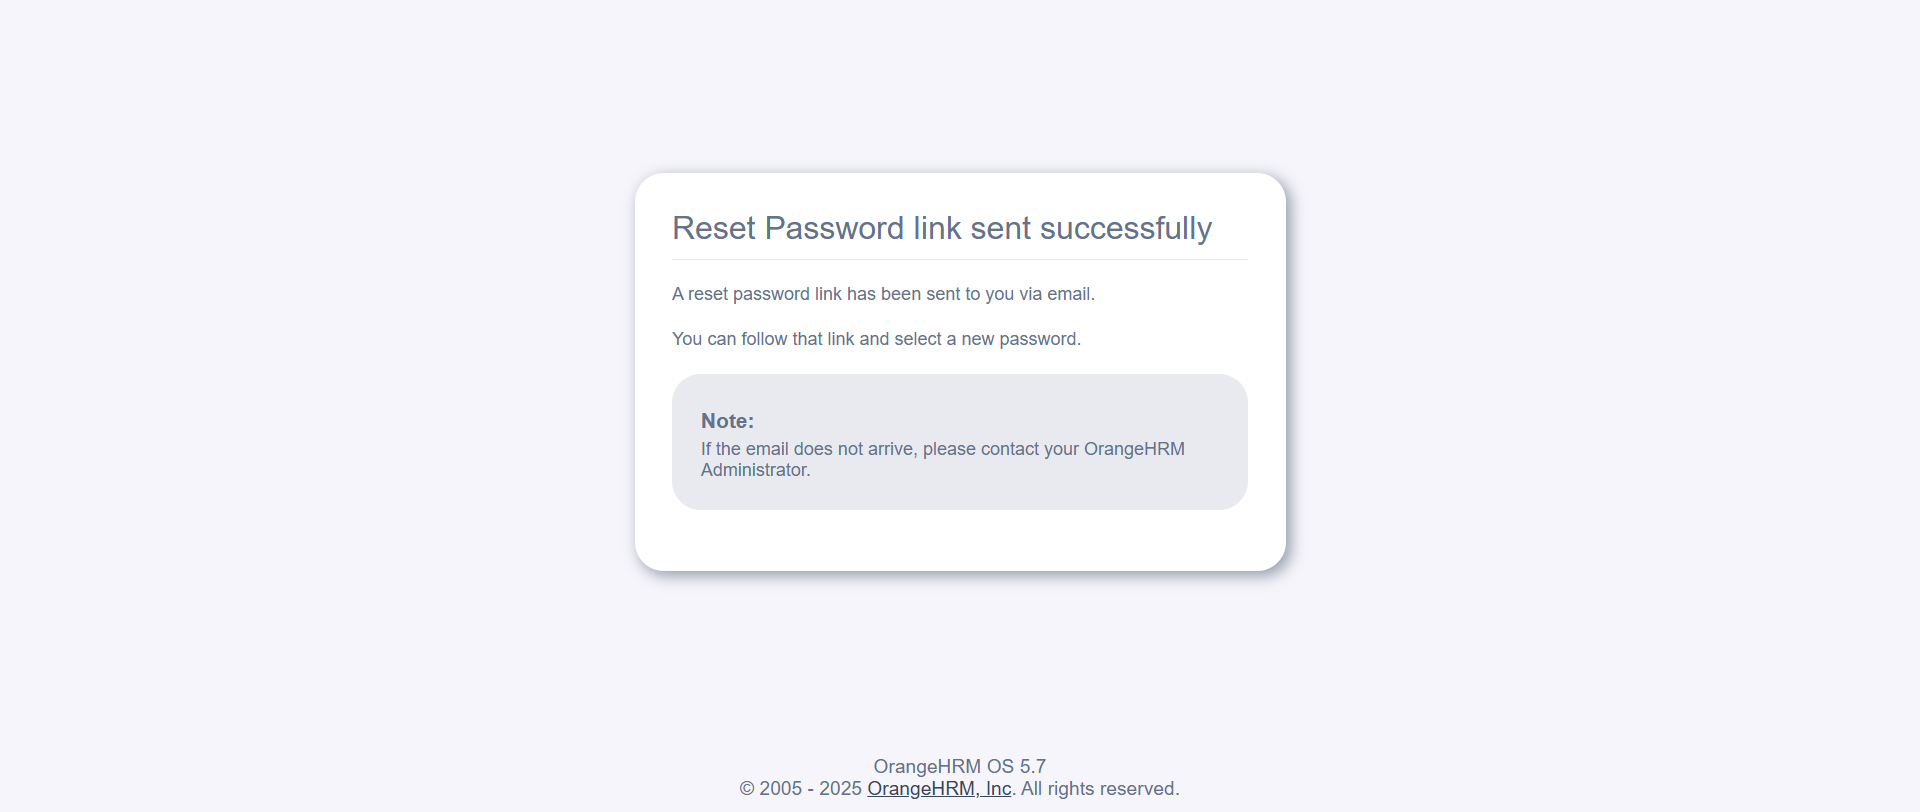 Reset Password link sent successfully
A reset password link has been sent to you via email.
You can follow that link and select a new password.
Note:
If the email does not arrive, please contact your OrangeHRM
Administrator.
OrangeHRM OS 5.7
© 2005 - 2025 OrangeHRM, Inc. All rights reserved.